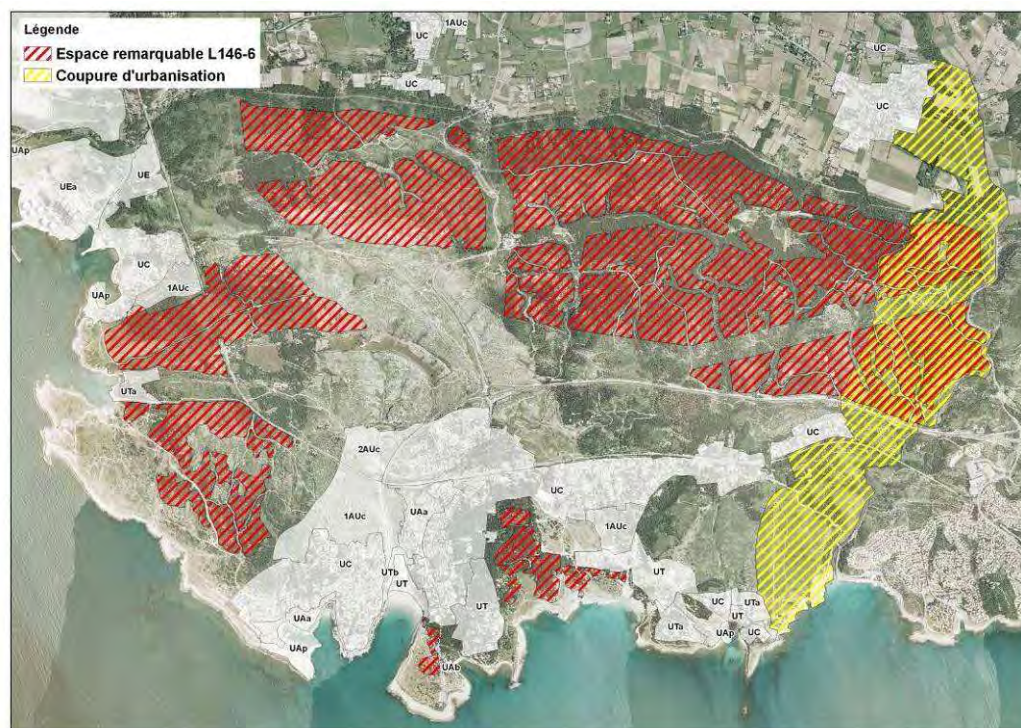 Légende
Espace remarquable L146-6
Coupure d'urbanisation
1AUc
UC
UC
UC
UC
UAp
UE
UEa
UC
1AUc
UAp
UTa
2AUc
UC
UC
1AUc
UAa
1AUc
UC
UTb
UT
UT
UT
UAa
UAp
UAb
UTa
UC
UTa
UT
UAp
UC